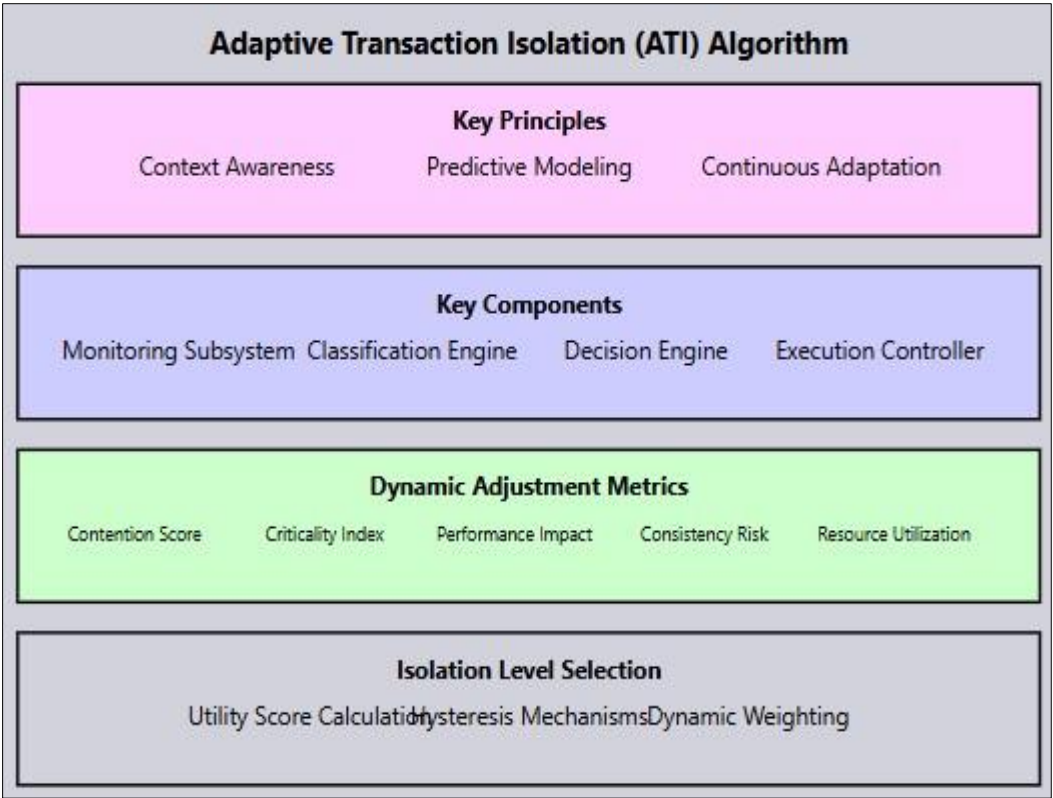 Adaptive Transaction Isolation (ATI) Algorithm
Key Principles
Context Awareness Predictive Modeling Continuous Adaptation
Key Components
Monitoring Subsystem Classification Engine Decision Engine Execution Controller
Dynamic Adjustment Metrics
Contention Score Criticality Index Performance Impact Consistency Risk Resource Utilization
Isolation Level Selection
Utility Score Calculation Hysteresis Mechanisms Dynamic Weighting